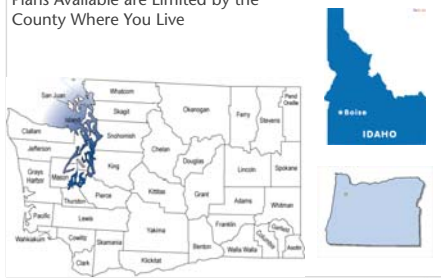 Plans Available are Limited by the
County Where You Live
San Juan
Whatcom
Island
Skagit
Clallam
Snohomish
Jefferson
Okanogan
Ferry
Stevens
Pend
Oreille
Chelan
Douglas
Grays
Harbor
Mason
King
Lincoln
Spokane
Kittitas
Grant
Adams
Whitman
Thurston
Pierce
Pacific
Lewis
Yakima
Franklin
Garfield
Wahkiakum
Cowlitz
Skamania
Benton
Walla Walla
Columbia
Asotin
Clark
Klickitat
Boise
IDAHO